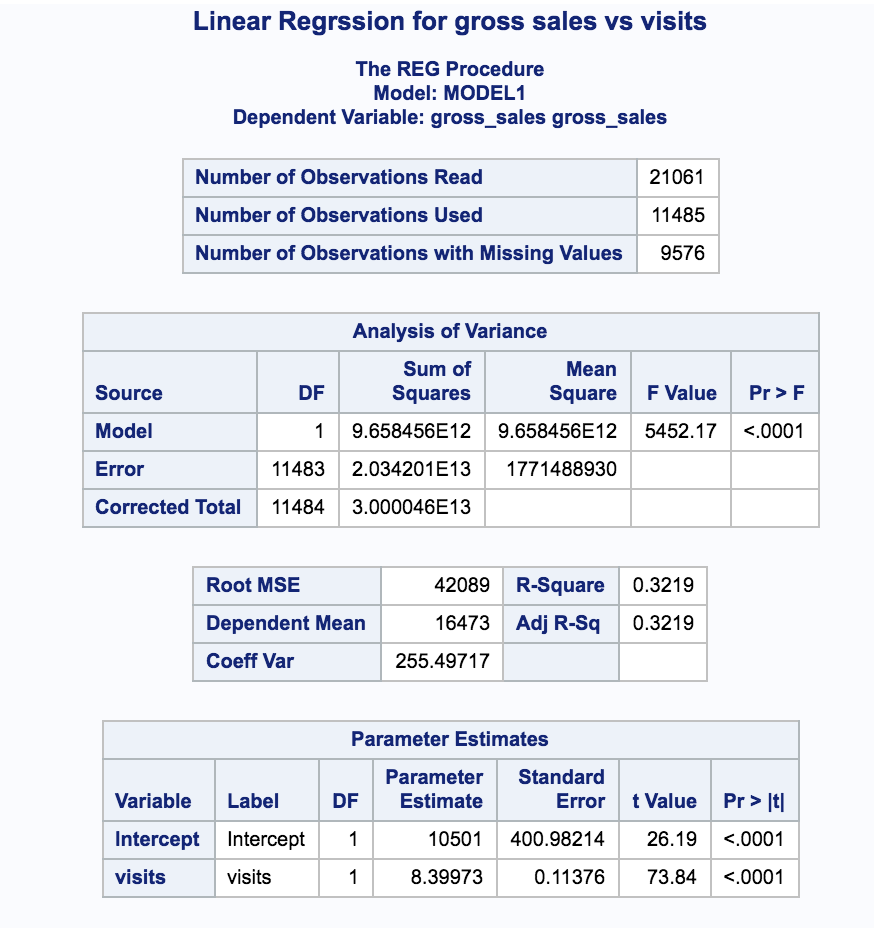 Linear Regrssion for gross sales vs visits
The REG Procedure
Model: MODEL1
Dependent Variable: gross_sales gross_sales
Number of Observations Read 21061
Number of Observations Used 11485
Number of Observations with Missing Values 9576
Analysis of Variance
Source DF Sum of Squares Mean Square F Value Pr > F
Model 1 9.658456E12 9.658456E12 5452.17 <.0001
Error 11483 2.034201E13 1771488930
Corrected Total 11484 3.000046E13
Root MSE 42089 R-Square 0.3219
Dependent Mean 16473 Adj R-Sq 0.3219
Coeff Var 255.49717
Parameter Estimates
Variable Label DF Parameter Estimate Standard Error t Value Pr > |t|
Intercept Intercept 1 10501 400.98214 26.19 <.0001
visits visits 1 8.39973 0.11376 73.84 <.0001